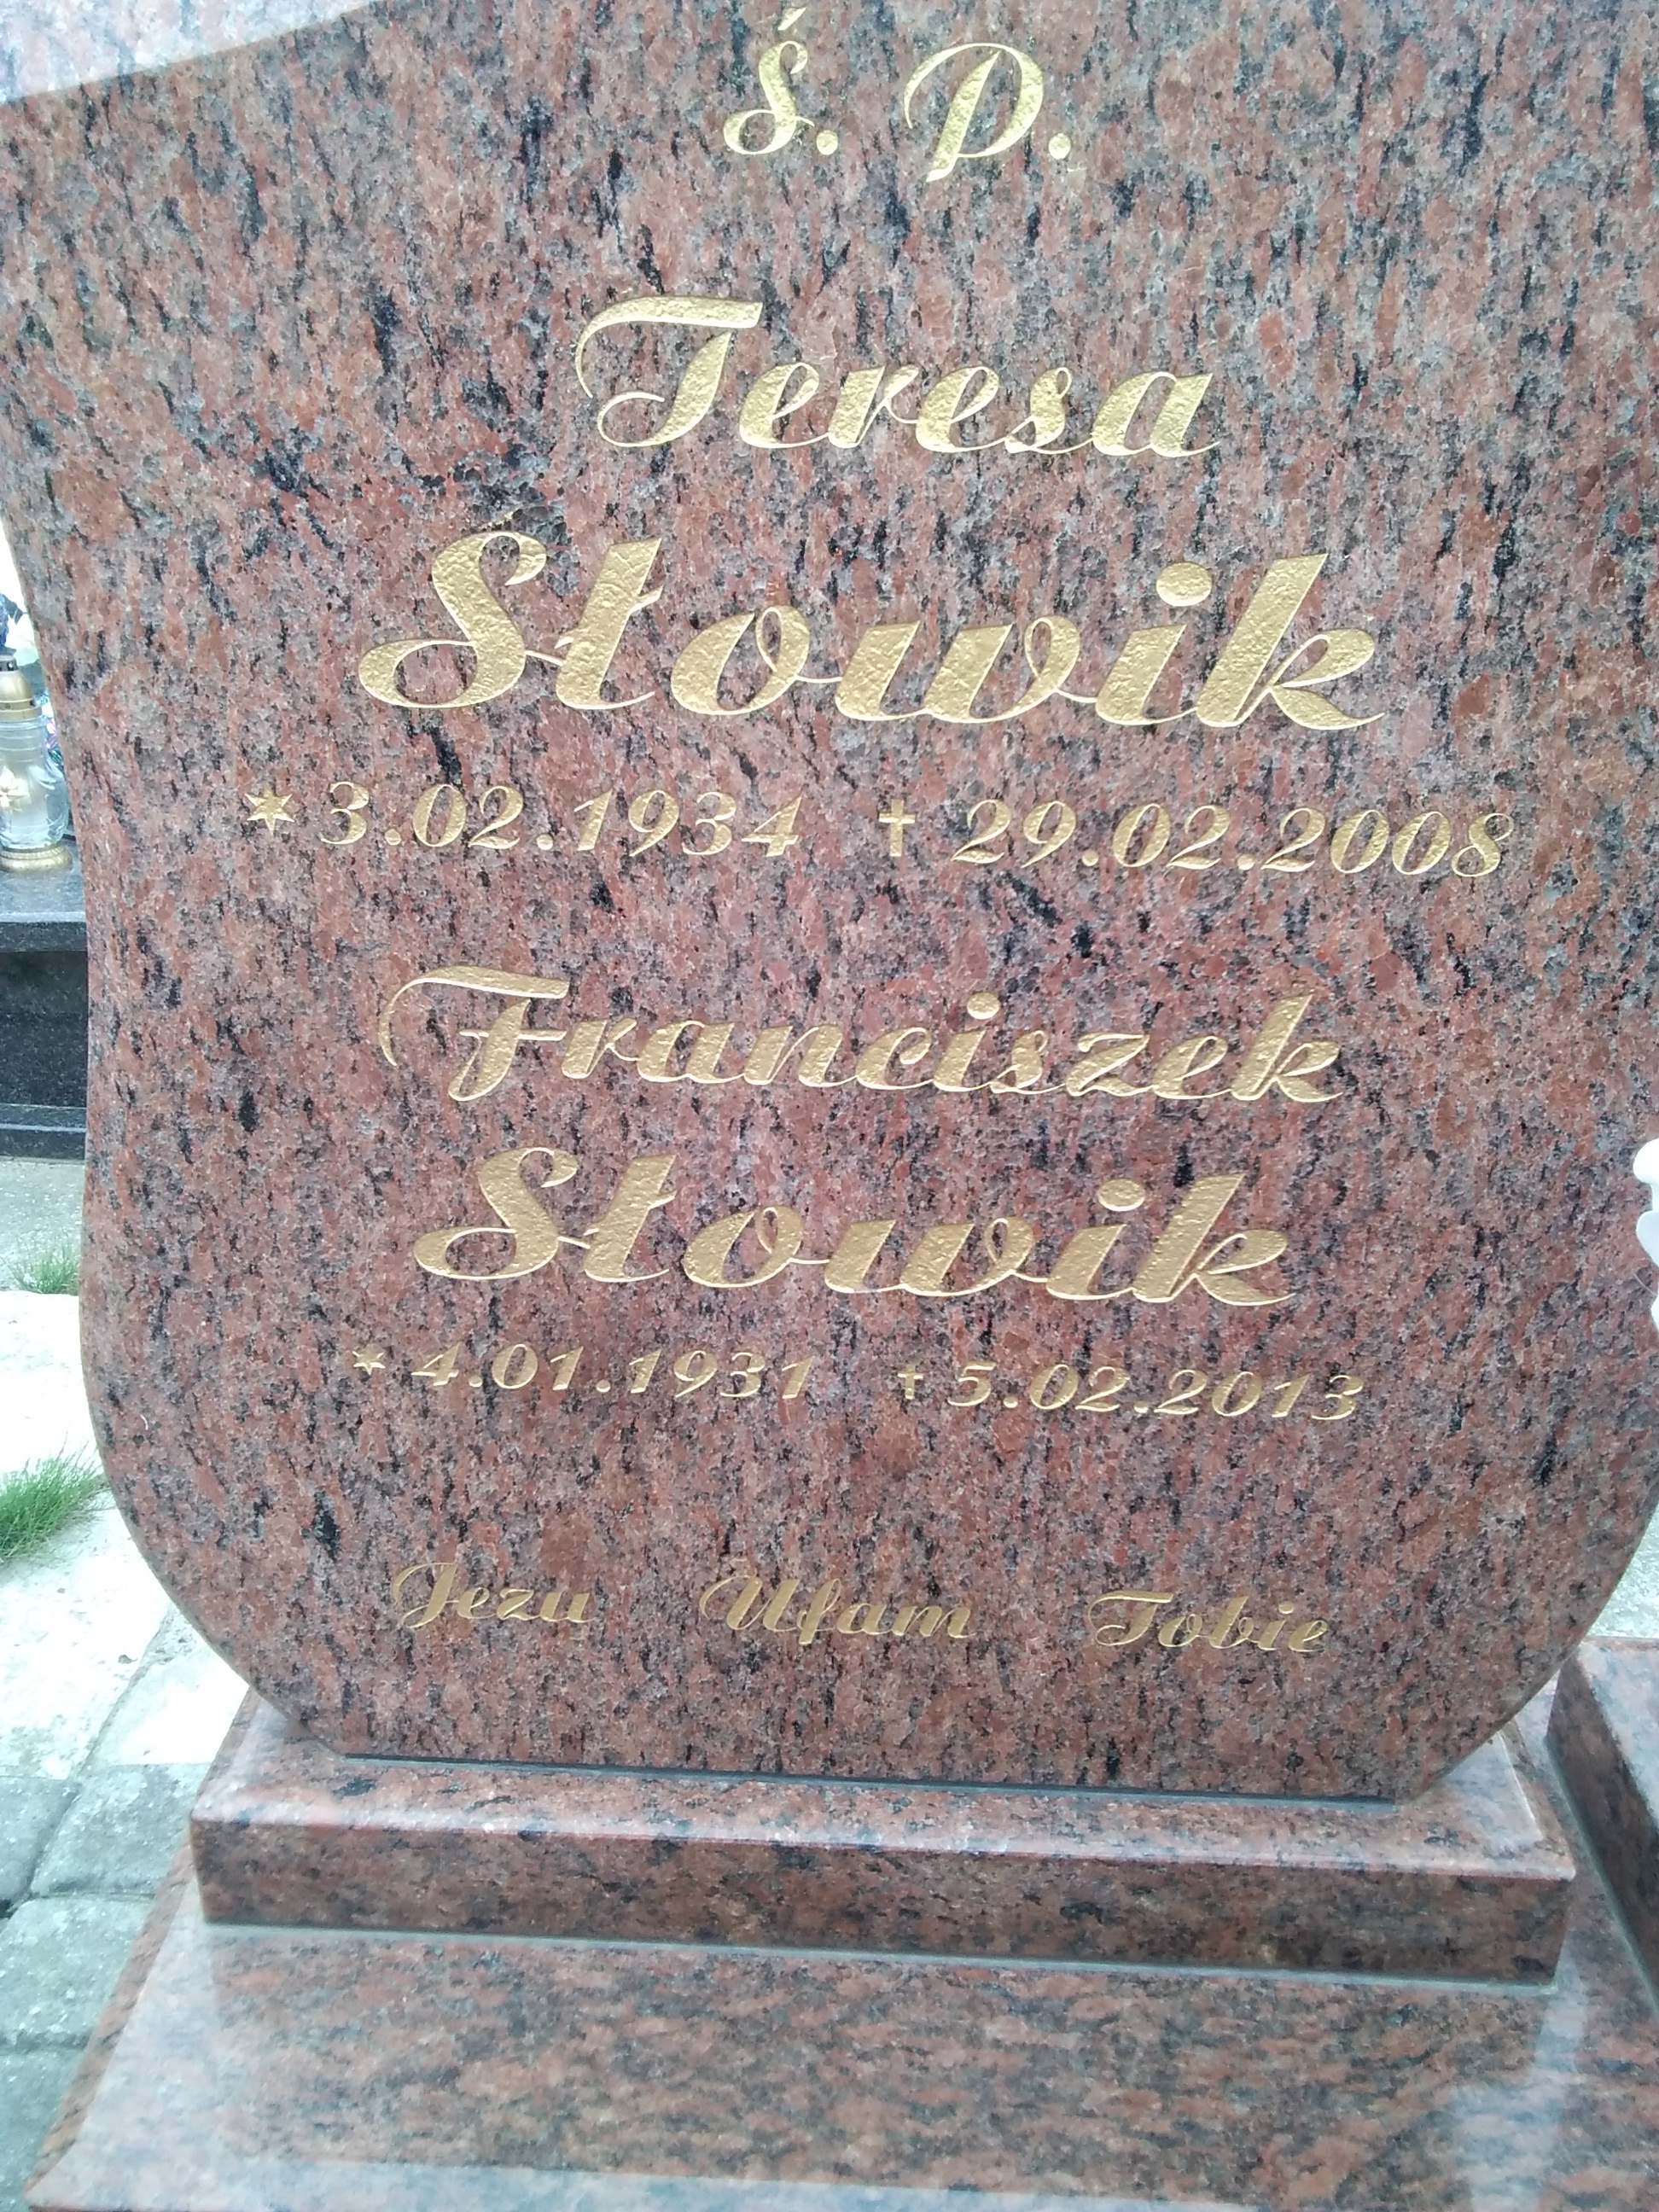 Ś. P.
Teresa
Słowik
* 3.02.1934 † 29.02.2008
Franciszek
Słowik
* 4.01.1931 † 5.02.2013
Jezu Ufam Tobie